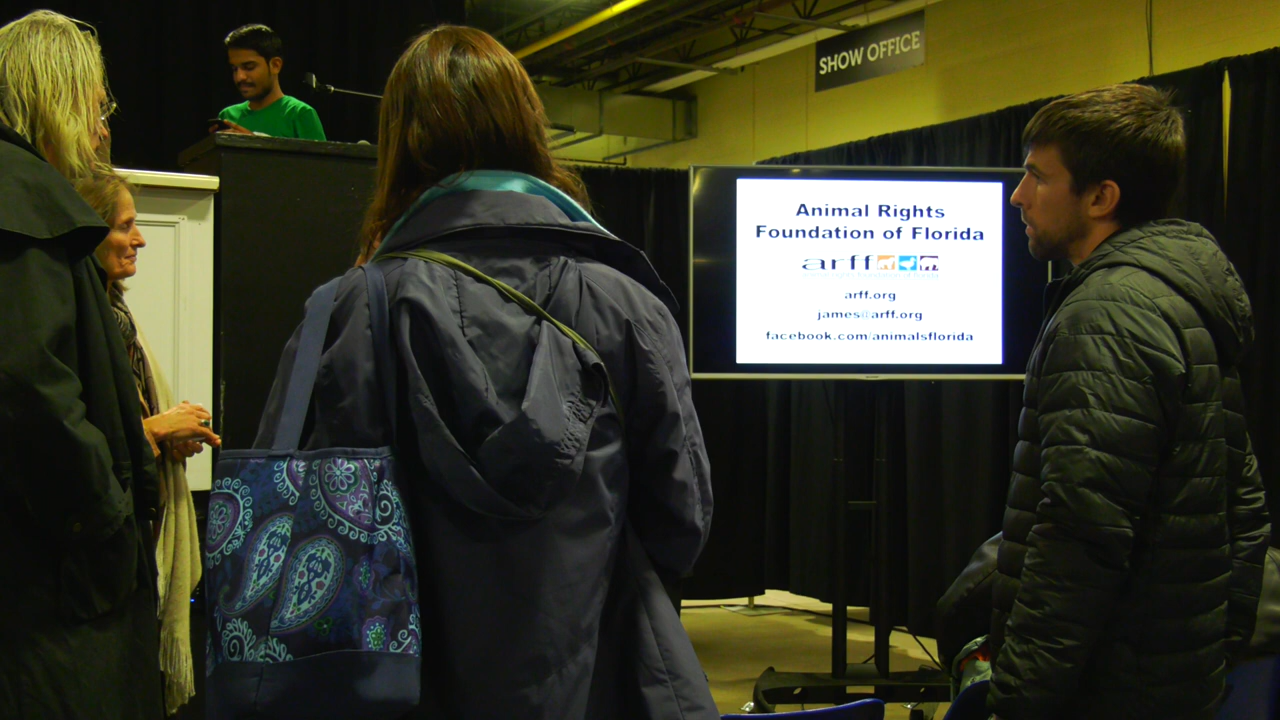 SHOW OFFICE
Animal Rights
Foundation of Florida
arff
arff.org
james@arff.org
facebook.com/animalsflorida